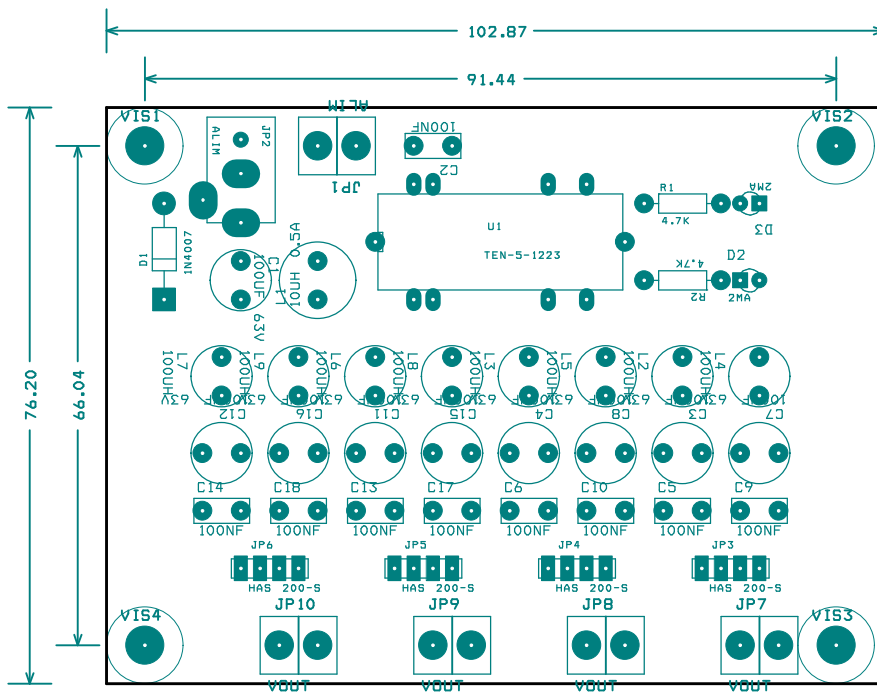 102.87
91.44
VIS1
ALIM
VIS2
ALIM
JP2
100NF
JP1
C2
2MA
R1
4.7K
D3
U1
TEN-5-1223
D1
1N4007
C1
100UF 63V
L1
10UH 0.5A
D2
4.7K
R2
2MA
76.20
66.04
L7
100UH
L9
100UH
L6
100UH
L8
100UH
L3
100UH
L5
100UH
L2
100UH
L4
100UH
C12
C16
C11
C15
C4
C8
C3
C7
C14
C18
C13
C17
C6
C10
C5
C9
100NF
100NF
100NF
100NF
100NF
100NF
100NF
100NF
JP6
JP5
JP4
JP3
HAS 200-S
HAS 200-S
HAS 200-S
HAS 200-S
VIS4
JP10
JP9
JP8
JP7
VIS3
VOUT
VOUT
VOUT
VOUT